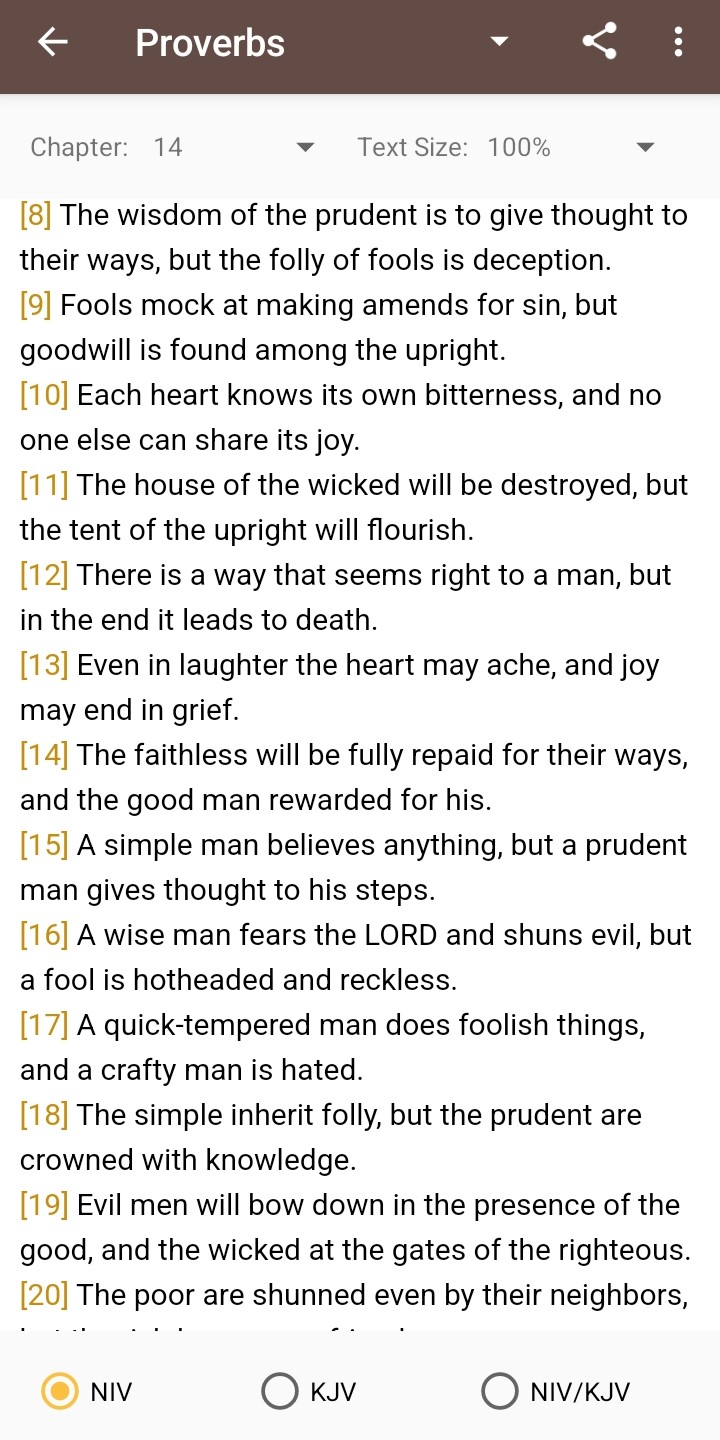 Proverbs
Chapter: 14 Text Size: 100%
[8] The wisdom of the prudent is to give thought to
their ways, but the folly of fools is deception.
[9] Fools mock at making amends for sin, but
goodwill is found among the upright.
[10] Each heart knows its own bitterness, and no
one else can share its joy.
[11] The house of the wicked will be destroyed, but
the tent of the upright will flourish.
[12] There is a way that seems right to a man, but
in the end it leads to death.
[13] Even in laughter the heart may ache, and joy
may end in grief.
[14] The faithless will be fully repaid for their ways,
and the good man rewarded for his.
[15] A simple man believes anything, but a prudent
man gives thought to his steps.
[16] A wise man fears the LORD and shuns evil, but
a fool is hotheaded and reckless.
[17] A quick-tempered man does foolish things,
and a crafty man is hated.
[18] The simple inherit folly, but the prudent are
crowned with knowledge.
[19] Evil men will bow down in the presence of the
good, and the wicked at the gates of the righteous.
[20] The poor are shunned even by their neighbors,
NIV KJV NIV/KJV